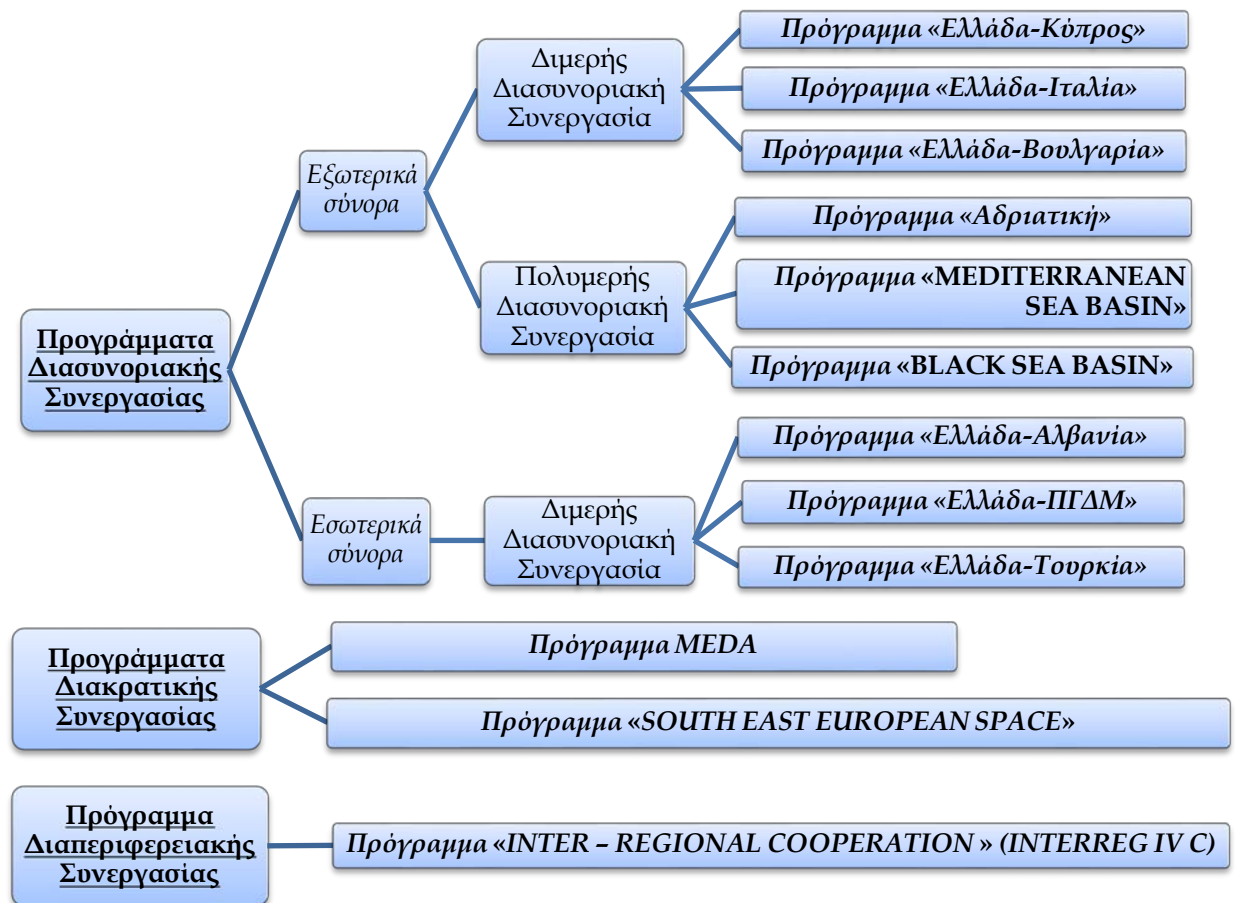 Προγράμματα
Διασυνοριακής
Συνεργασίας
Εξωτερικά
σύνορα
Διμερής
Διασυνοριακή
Συνεργασία
Πρόγραμμα «Ελλάδα-Κύπρος»
Πρόγραμμα «Ελλάδα-Ιταλία»
Πρόγραμμα «Ελλάδα-Βουλγαρία»
Πολυμερής
Διασυνοριακή
Συνεργασία
Πρόγραμμα «Αδριατική»
Πρόγραμμα «MEDITERRANEAN
SEA BASIN»
Πρόγραμμα «BLACK SEA BASIN»
Εσωτερικά
σύνορα
Διμερής
Διασυνοριακή
Συνεργασία
Πρόγραμμα «Ελλάδα-Αλβανία»
Πρόγραμμα «Ελλάδα-ΠΓΔΜ»
Πρόγραμμα «Ελλάδα-Τουρκία»
Προγράμματα
Διακρατικής
Συνεργασίας
Πρόγραμμα MEDA
Πρόγραμμα «SOUTH EAST EUROPEAN SPACE»
Πρόγραμμα
Διαπεριφερειακής
Συνεργασίας
Πρόγραμμα «INTER – REGIONAL COOPERATION » (INTERREG IV C)